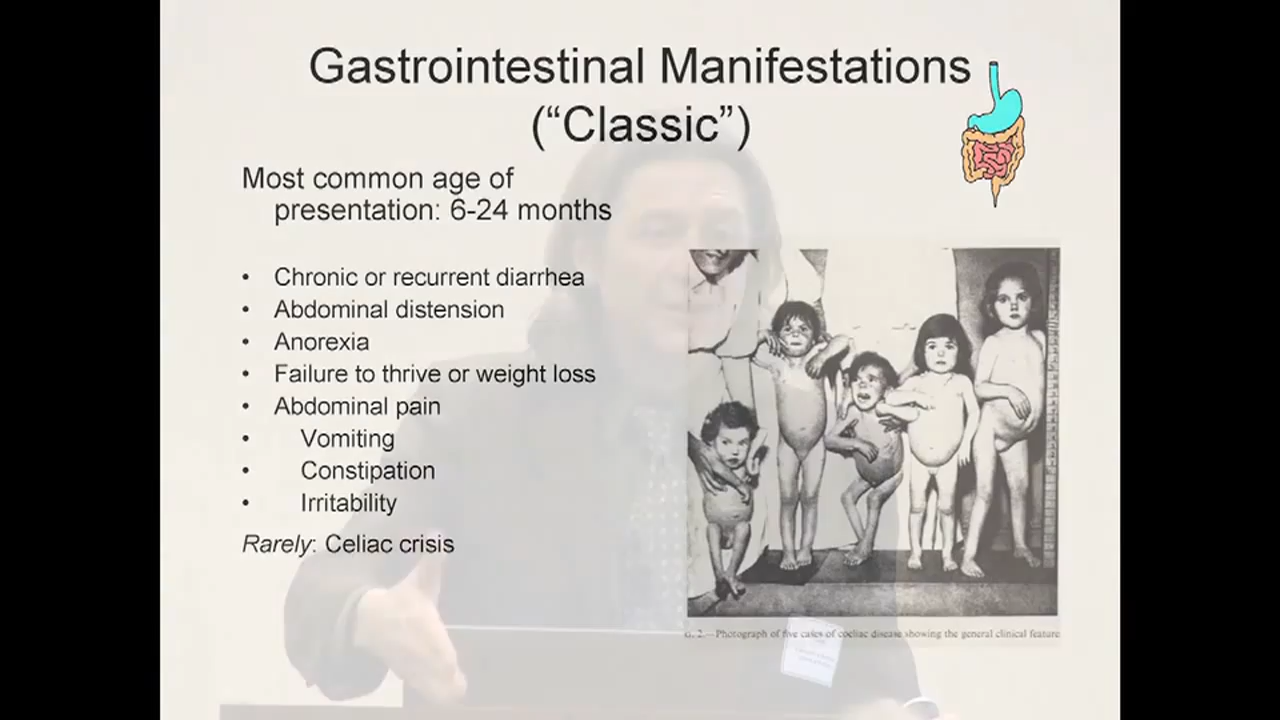 Gastrointestinal Manifestations
(“Classic”)
Most common age of
presentation: 6-24 months
• Chronic or recurrent diarrhea
• Abdominal distension
• Anorexia
• Failure to thrive or weight loss
• Abdominal pain
• Vomiting
• Constipation
• Irritability
Rarely: Celiac crisis
G. 2.—Photograph of five cases of coeliac disease showing the general clinical feature